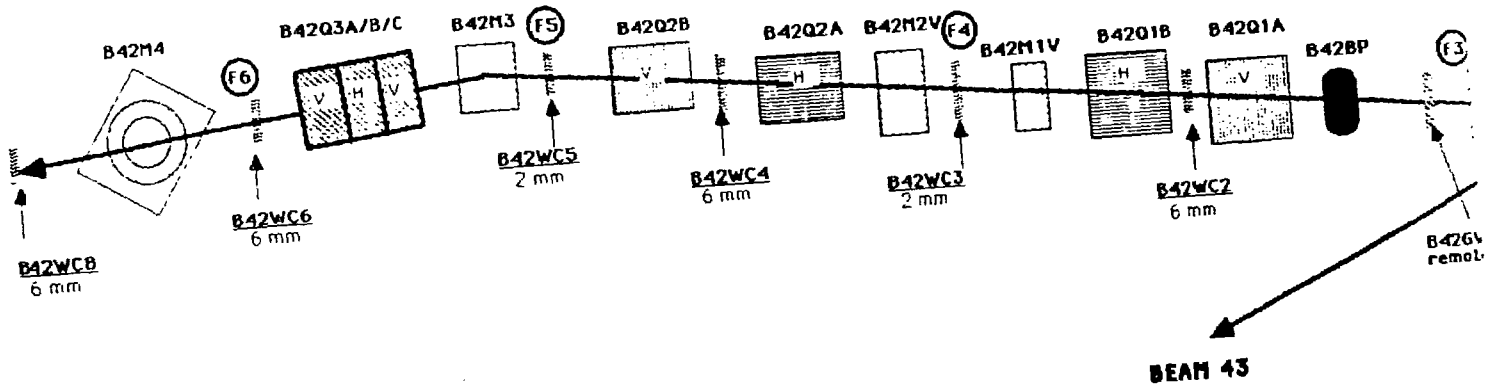 B42M4
F6
B42Q3A/B/C
B42M3
F5
B42Q2B
B42Q2A
B42M2V
F4
B42M1V
B42Q1B
B42Q1A
B42BP
F3
V
H
V
V
H
H
V
B42WC8
6 mm
B42WC6
6 mm
B42WC5
2 mm
B42WC4
6 mm
B42WC3
2 mm
B42WC2
6 mm
BEAM 43